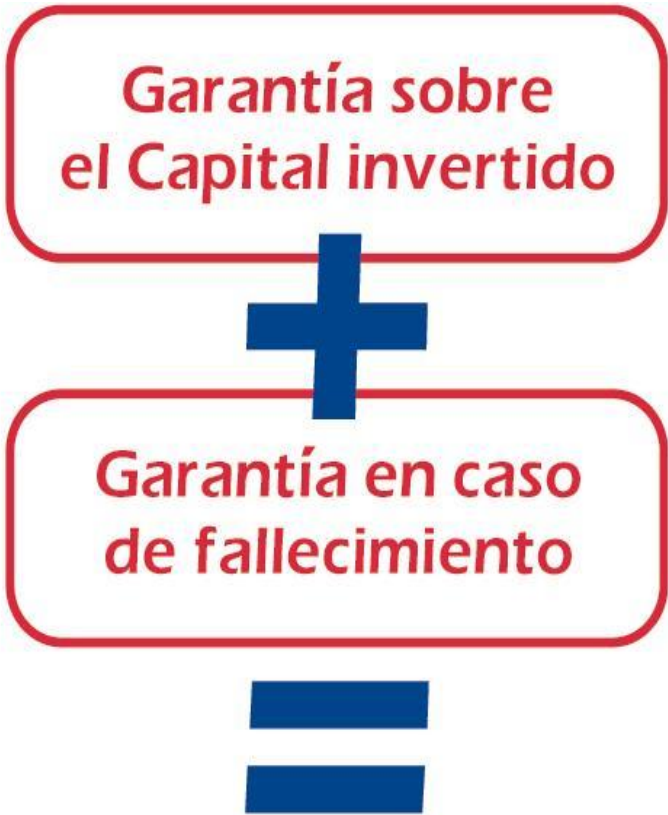 Garantía sobre
el Capital invertido
+
Garantía en caso
de fallecimiento
=